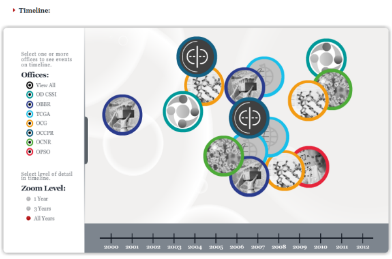 Timeline:
Select one or more
offices to see events
on timeline.
Offices:
View All
OD CSSI
OBBR
TCGA
OCG
OCCPR
OCNR
OPSO
Select level of detail
to timeline.
Zoom Level:
1 Year
5 Years
All Years
2000 2001 2002 2003 2004 2005 2006 2007 2008 2009 2010 2011 2012